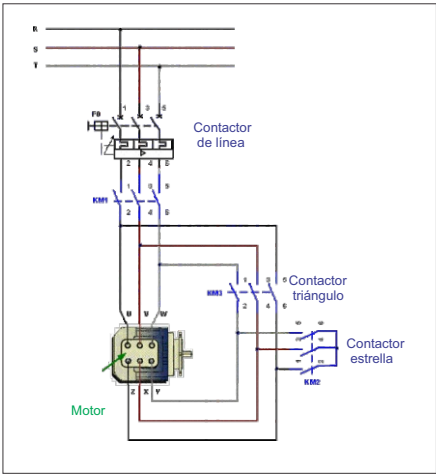 R
S
T
F0
1 3 5
Contactor
de línea
2 4 6
1 3 5
KM1
2 4 6
1 3 5
Contactor
triángulo
KM3
2 4 6
U V W
Contactor
estrella
KM2
Motor
Z X Y